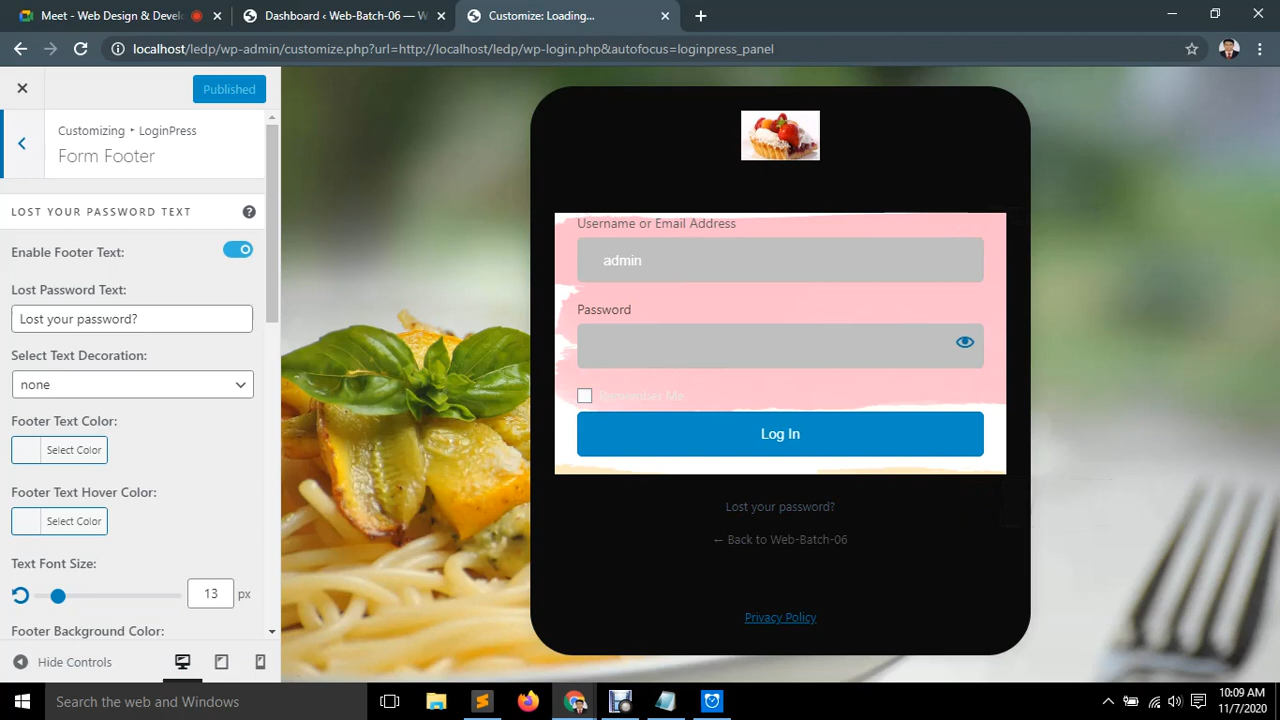 Meet - Web Design & Devel
Dashboard ‹ Web-Batch-06 — W
Customize: Loading...
localhost/ledp/wp-admin/customize.php?url=http://localhost/ledp/wp-login.php&autofocus=loginpress_panel
Published
Customizing ‣ LoginPress
Form Footer
LOST YOUR PASSWORD TEXT
Enable Footer Text:
Lost Password Text:
Lost your password?
Select Text Decoration:
none
Footer Text Color:
Select Color
Footer Text Hover Color:
Select Color
Text Font Size:
13 px
Footer Background Color:
Hide Controls
Username or Email Address
admin
Password
Remember Me
Log In
Lost your password?
← Back to Web-Batch-06
Privacy Policy
Search the web and Windows
10:09 AM
11/7/2020